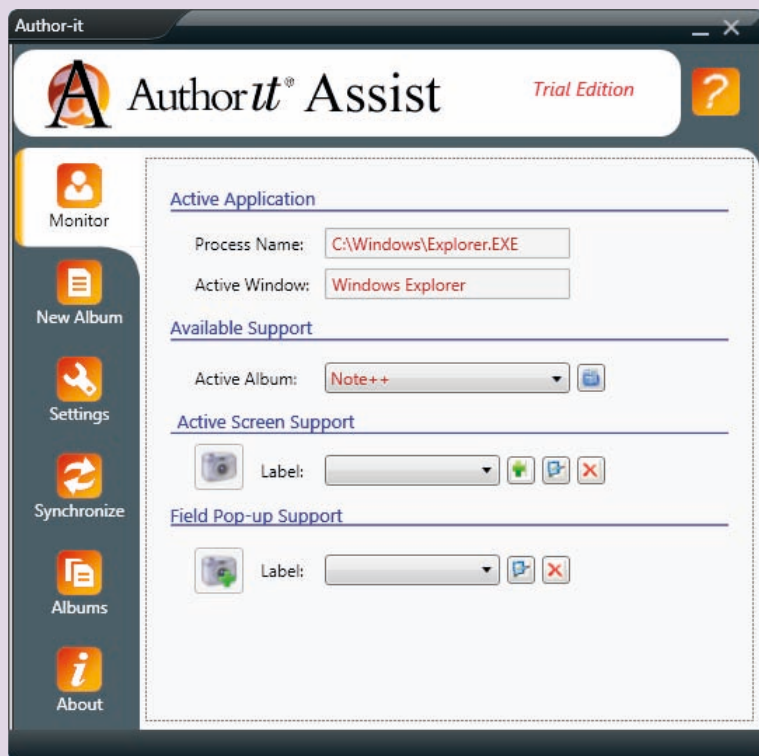 Author-it
Authorit® Assist
Trial Edition
?
Monitor
New Album
Settings
Synchronize
Albums
i
About
Active Application
Process Name: C:\Windows\Explorer.EXE
Active Window: Windows Explorer
Available Support
Active Album: Note++
Active Screen Support
Label:
Field Pop-up Support
Label: